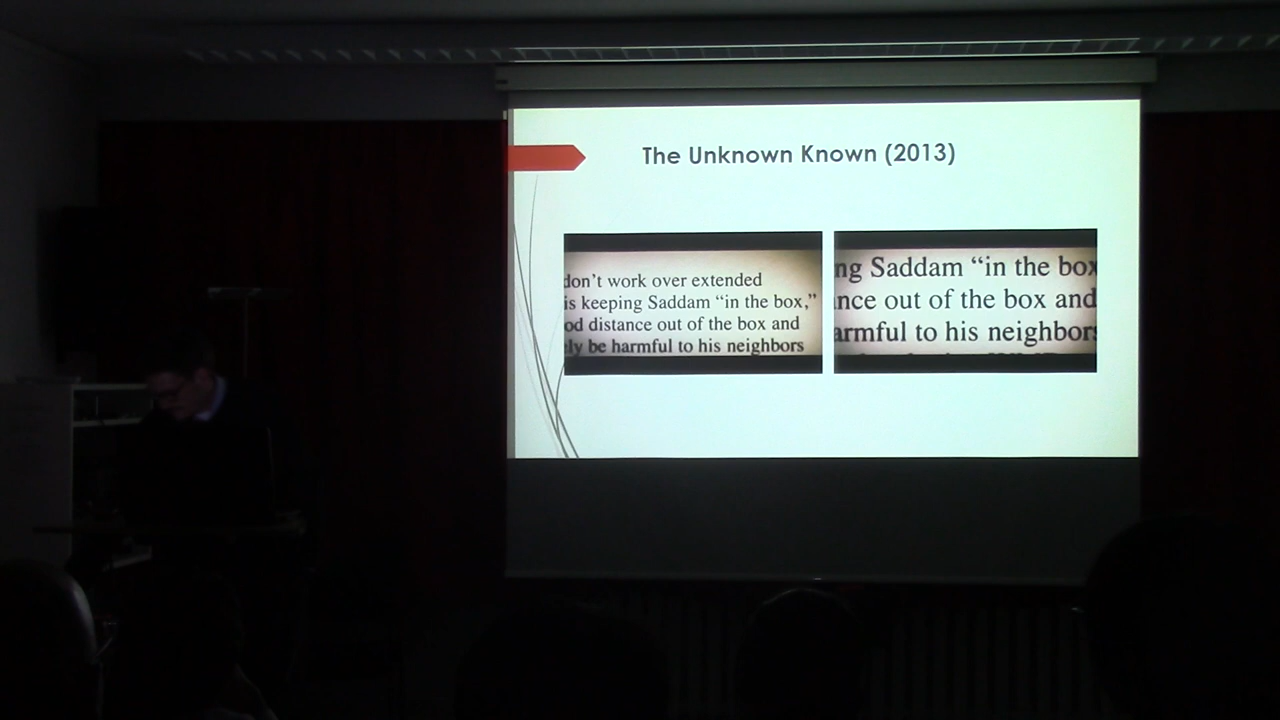 The Unknown Known (2013)
don't work over extended
is keeping Saddam “in the box,”
od distance out of the box and
ly be harmful to his neighbors
ng Saddam “in the box
nce out of the box and
armful to his neighbors